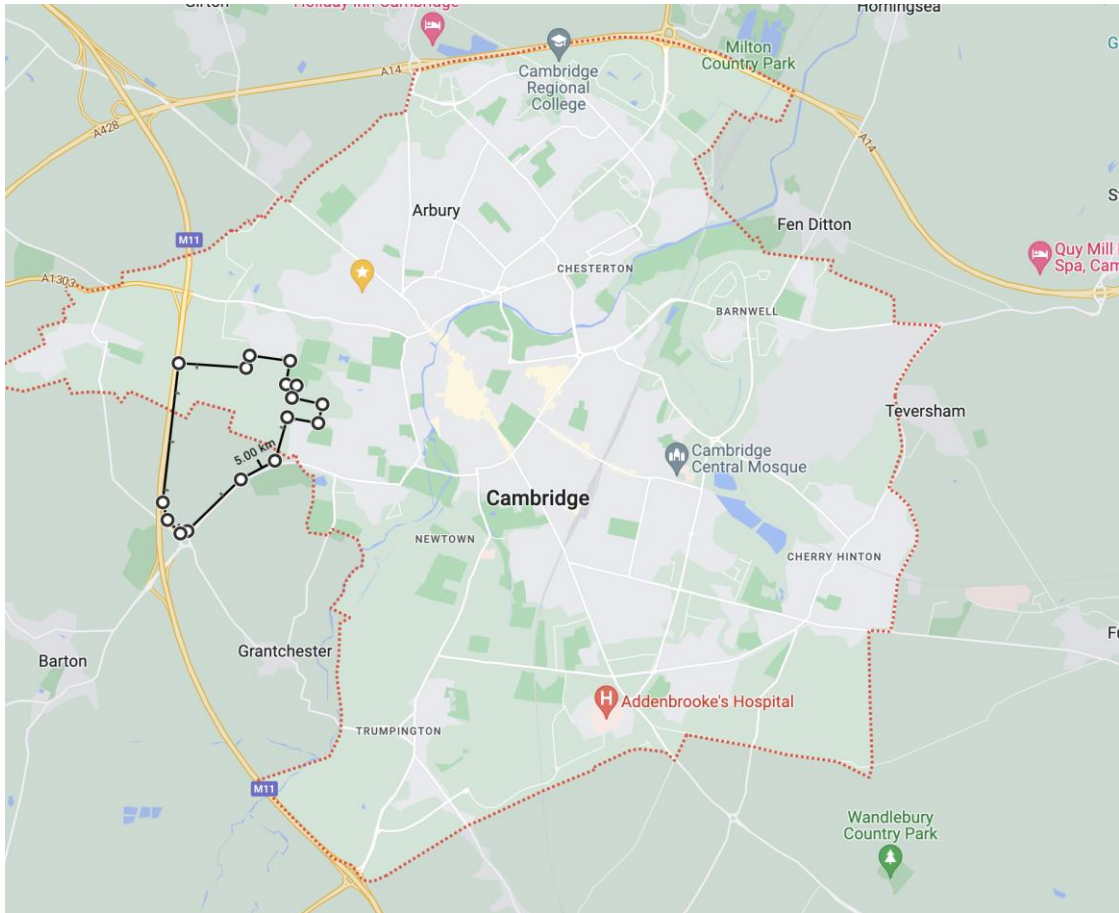 Girton
Holiday Inn Cambridge
Horningsea
Milton
Country Park
A14
Cambridge
Regional
College
A428
A14
Arbury
Fen Ditton
M11
Quy Mill
Spa, Cam
CHESTERTON
A1303
BARNWELL
Teversham
5.00 km
Cambridge
Central Mosque
Cambridge
NEWTOWN
CHERRY HINTON
Grantchester
Barton
H
Addenbrooke's Hospital
TRUMPINGTON
M11
Wandlebury
Country Park